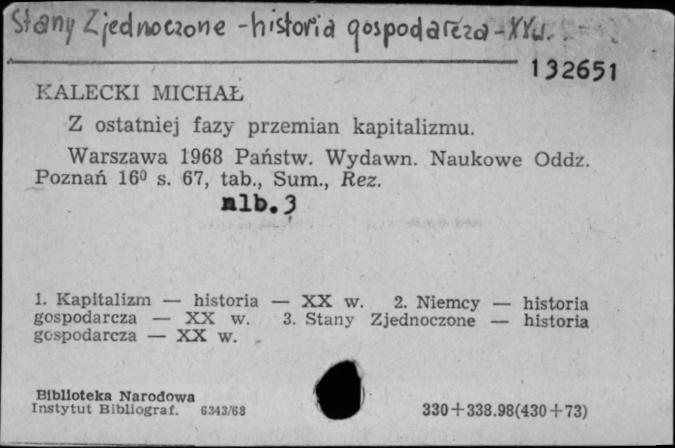 Stany Zjednoczone - historia gospodarcza - XX w.
132651
KALECKI MICHAŁ
Z ostatniej fazy przemian kapitalizmu.
Warszawa 1968 Państw. Wydawn. Naukowe Oddz.
Poznań 16⁰ s. 67, tab., Sum., Rez.
nlb. 3
1. Kapitalizm — historia — XX w. 2. Niemcy — historia
gospodarcza — XX w. 3. Stany Zjednoczone — historia
gospodarcza — XX w.
Biblioteka Narodowa
Instytut Bibliograf. 6343/68
330+338.98(430+73)